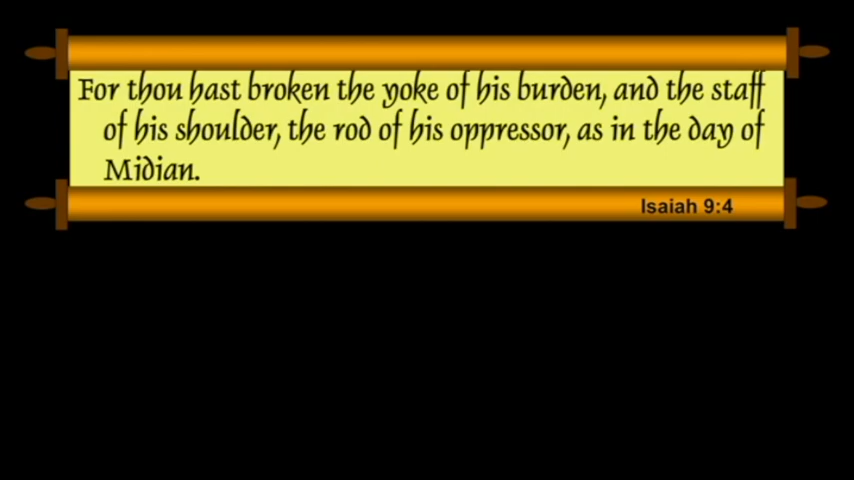 For thou hast broken the yoke of his burden, and the staff
of his shoulder, the rod of his oppressor, as in the day of
Midian.
Isaiah 9:4